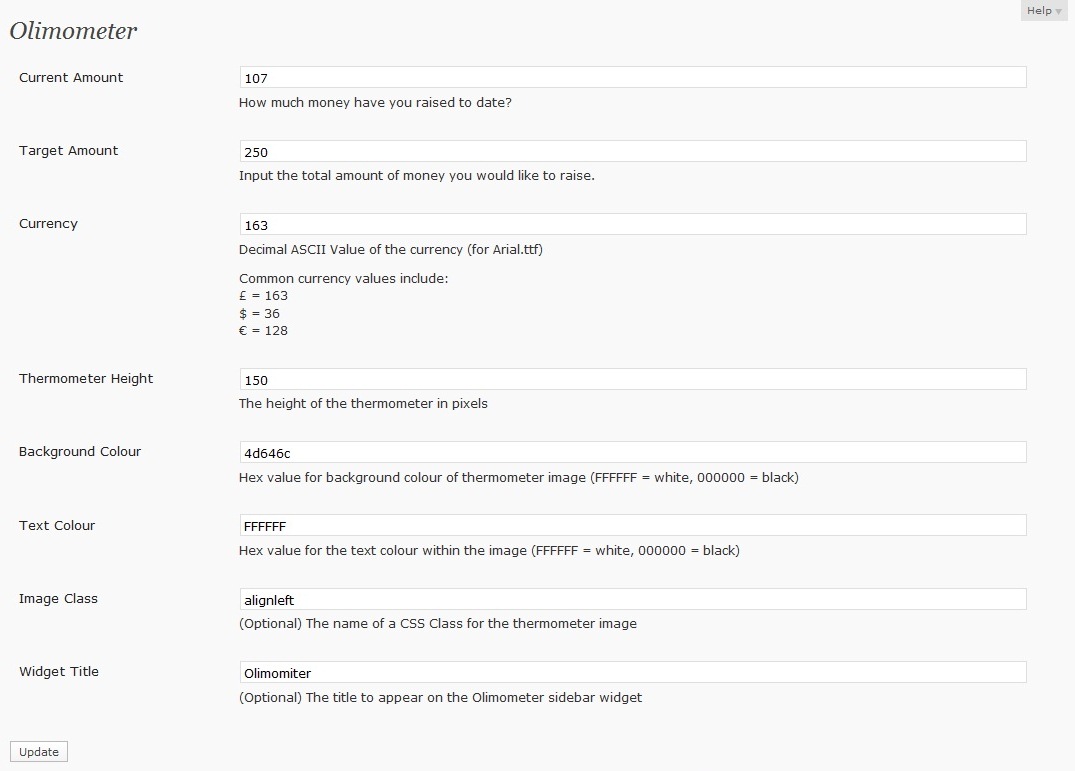 Help
Olimometer
Current Amount 107
How much money have you raised to date?
Target Amount 250
Input the total amount of money you would like to raise.
Currency 163
Decimal ASCII Value of the currency (for Arial.ttf)
Common currency values include:
£ = 163
$ = 36
€ = 128
Thermometer Height 150
The height of the thermometer in pixels
Background Colour 4d646c
Hex value for background colour of thermometer image (FFFFFF = white, 000000 = black)
Text Colour FFFFFF
Hex value for the text colour within the image (FFFFFF = white, 000000 = black)
Image Class alignleft
(Optional) The name of a CSS Class for the thermometer image
Widget Title Olimomiter
(Optional) The title to appear on the Olimometer sidebar widget
Update